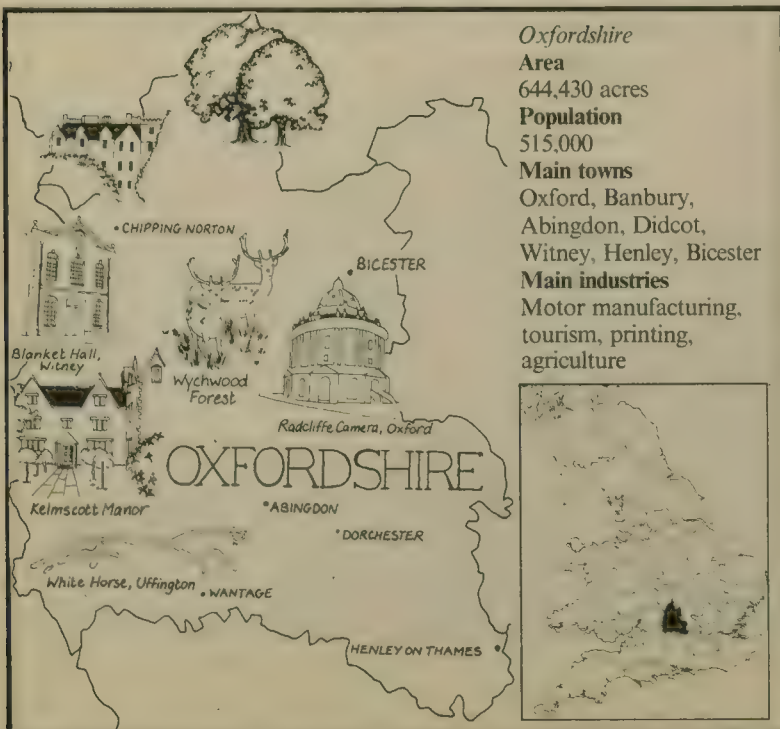 Oxfordshire
Area
644,430 acres
Population
515,000
Main towns
Oxford, Banbury,
Abingdon, Didcot,
Witney, Henley, Bicester
Main industries
Motor manufacturing,
tourism, printing,
agriculture
CHIPPING NORTON
BICESTER
Blanket Hall,
Witney
Wychwood
Forest
Radcliffe Camera, Oxford
OXFORDSHIRE
Kelmscott Manor
ABINGDON
DORCHESTER
White Horse, Uffington
WANTAGE
HENLEY ON THAMES